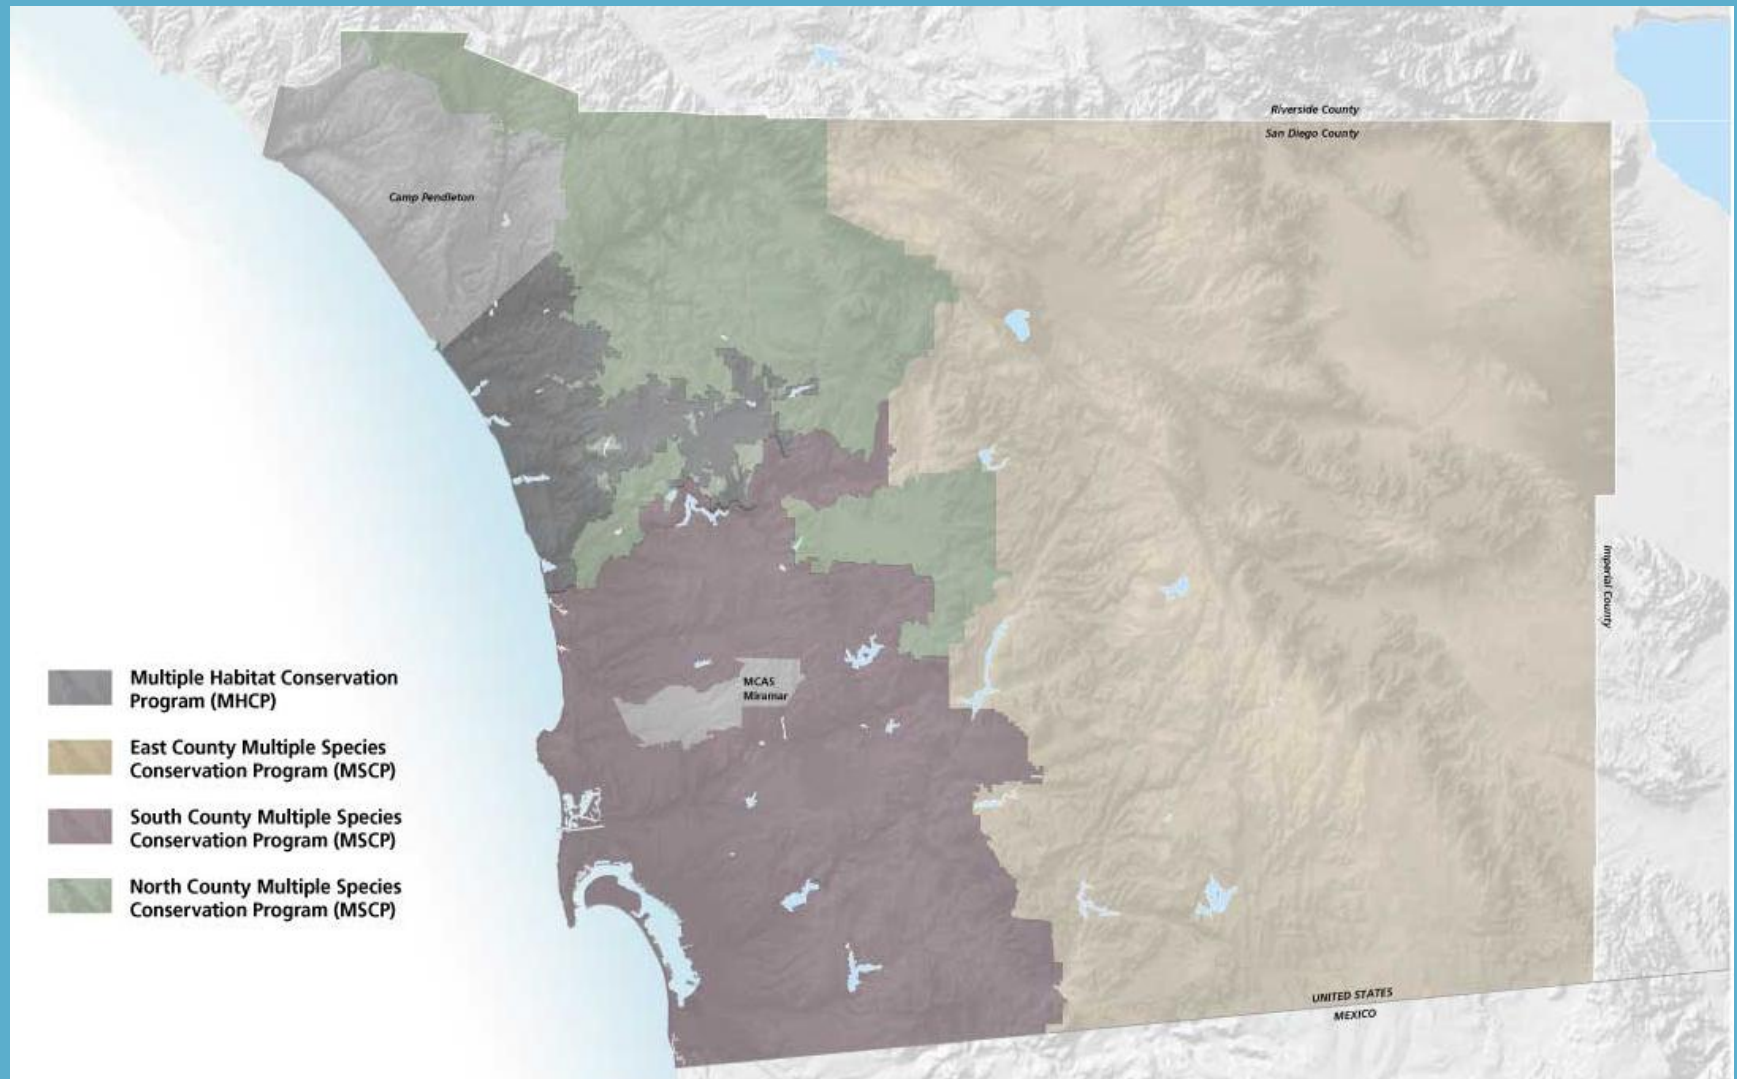 Riverside County
San Diego County
Camp Pendleton
Imperial County
MCAS
Miramar
Multiple Habitat Conservation
Program (MHCP)
East County Multiple Species
Conservation Program (MSCP)
South County Multiple Species
Conservation Program (MSCP)
North County Multiple Species
Conservation Program (MSCP)
UNITED STATES
MEXICO